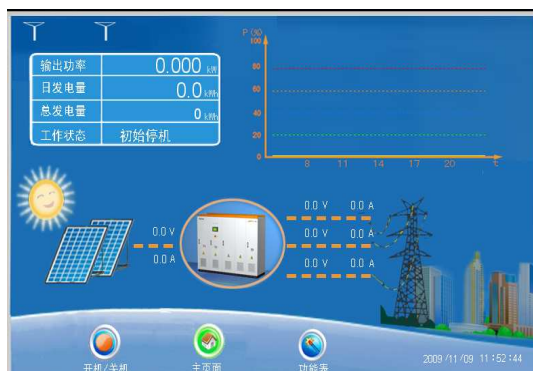 P (%)
100
80
60
40
20
0
8 11 14 17 20 t
输出功率 0.000 kW
日发电量 0.0 kWh
总发电量 0 kWh
工作状态 初始停机
0.0 V
0.0 A
0.0 V 0.0 A
0.0 V 0.0 A
0.0 V 0.0 A
开机/关机
主页面
功能表
2009/11/09 11:52:44